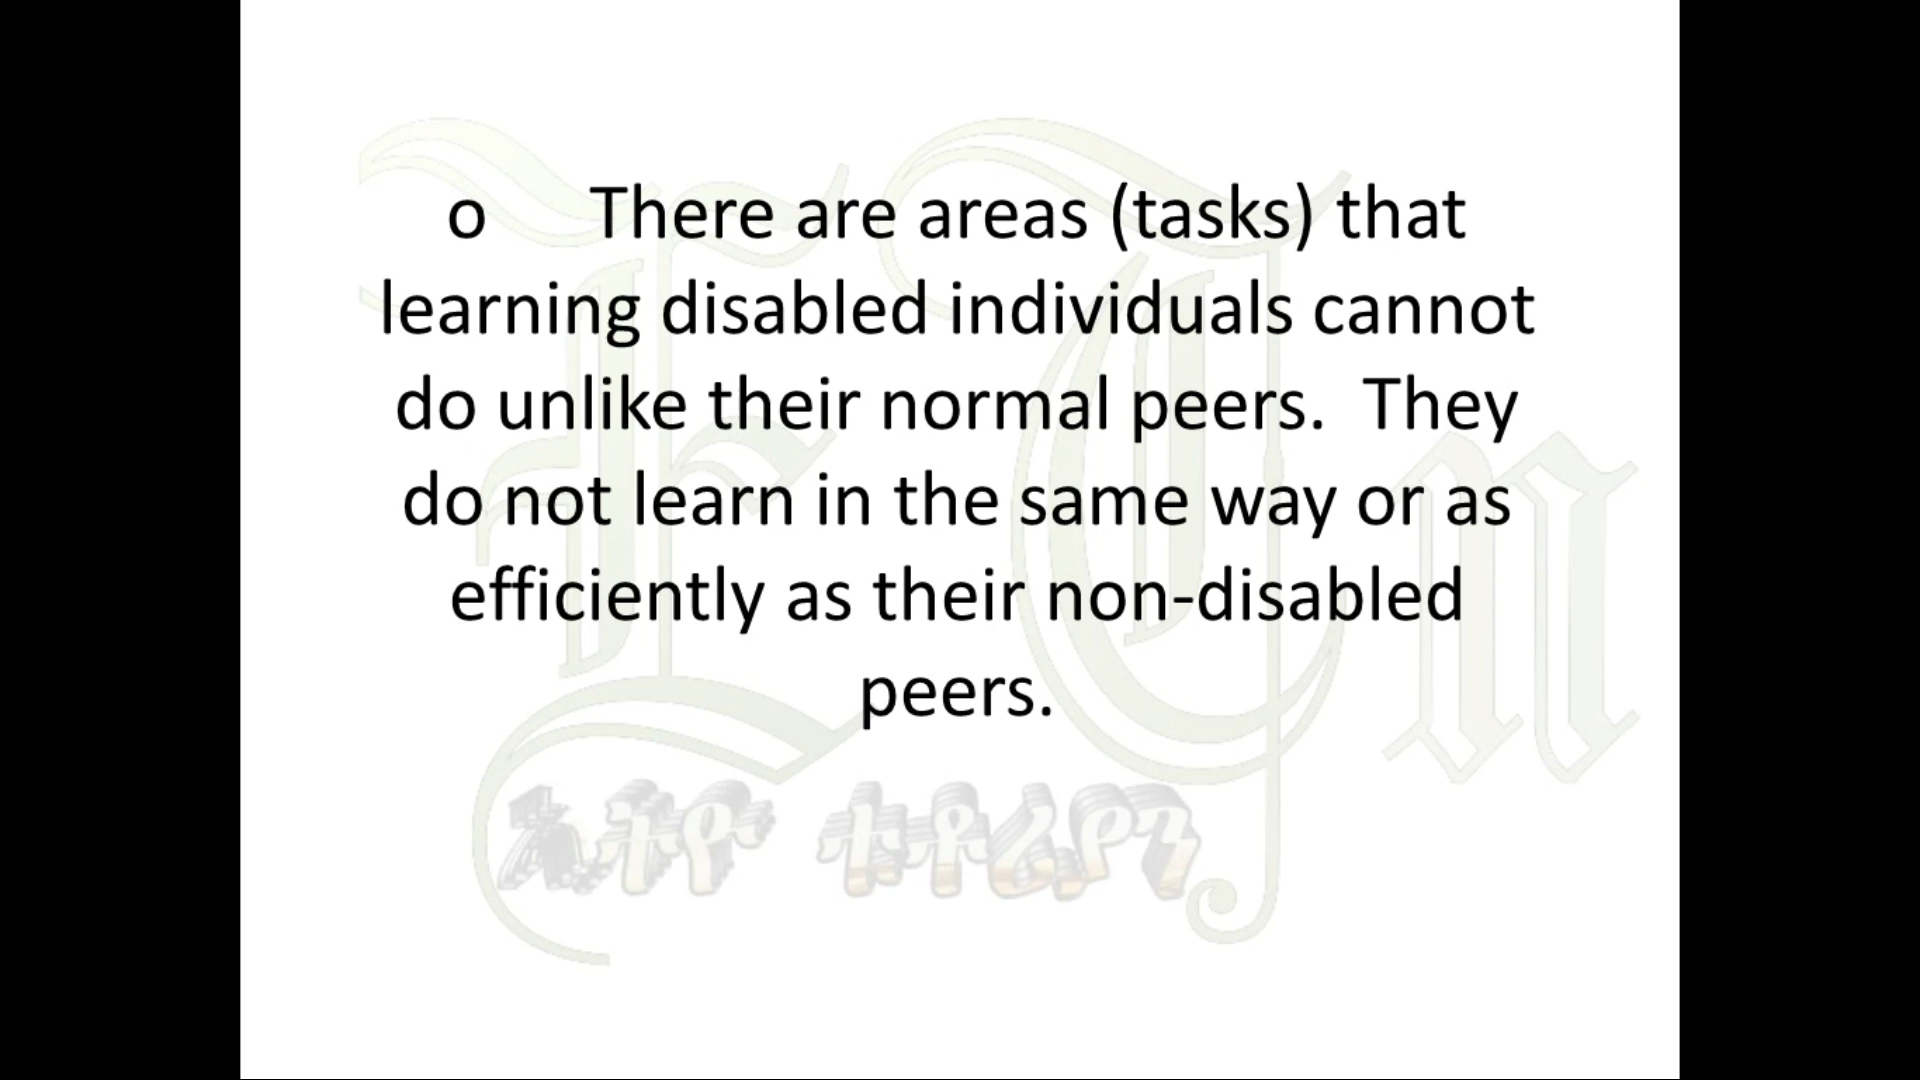 o There are areas (tasks) that
learning disabled individuals cannot
do unlike their normal peers. They
do not learn in the same way or as
efficiently as their non-disabled
peers.